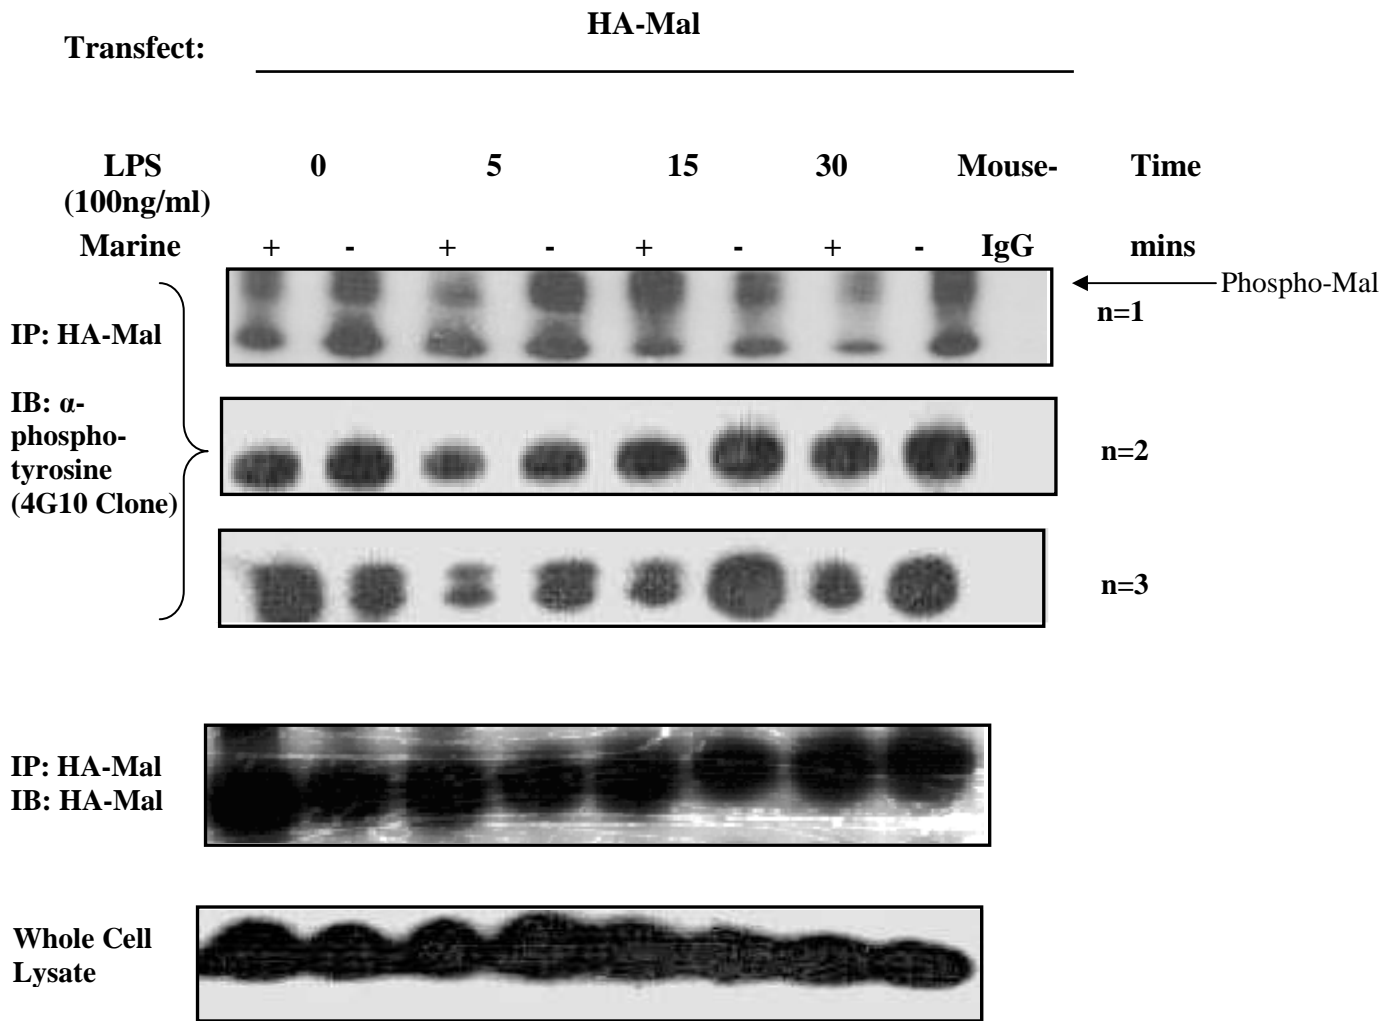 HA-Mal
Transfect:
LPS 0 5 15 30 Mouse- Time
(100ng/ml)
Marine + - + - + - + - IgG mins
Phospho-Mal
n=1
IP: HA-Mal
IB: α-
phospho-
tyrosine
(4G10 Clone)
n=2
n=3
IP: HA-Mal
IB: HA-Mal
Whole Cell
Lysate